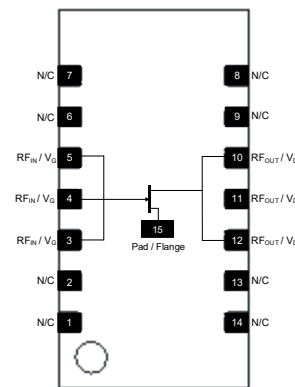 N/C 7 8 N/C
N/C 6 9 N/C
RFIN / VG 5 10 RFOUT / VD
RFIN / VG 4 11 RFOUT / VD
15
RFIN / VG 3 12 RFOUT / VD
Pad / Flange
N/C 2 13 N/C
N/C 1 14 N/C